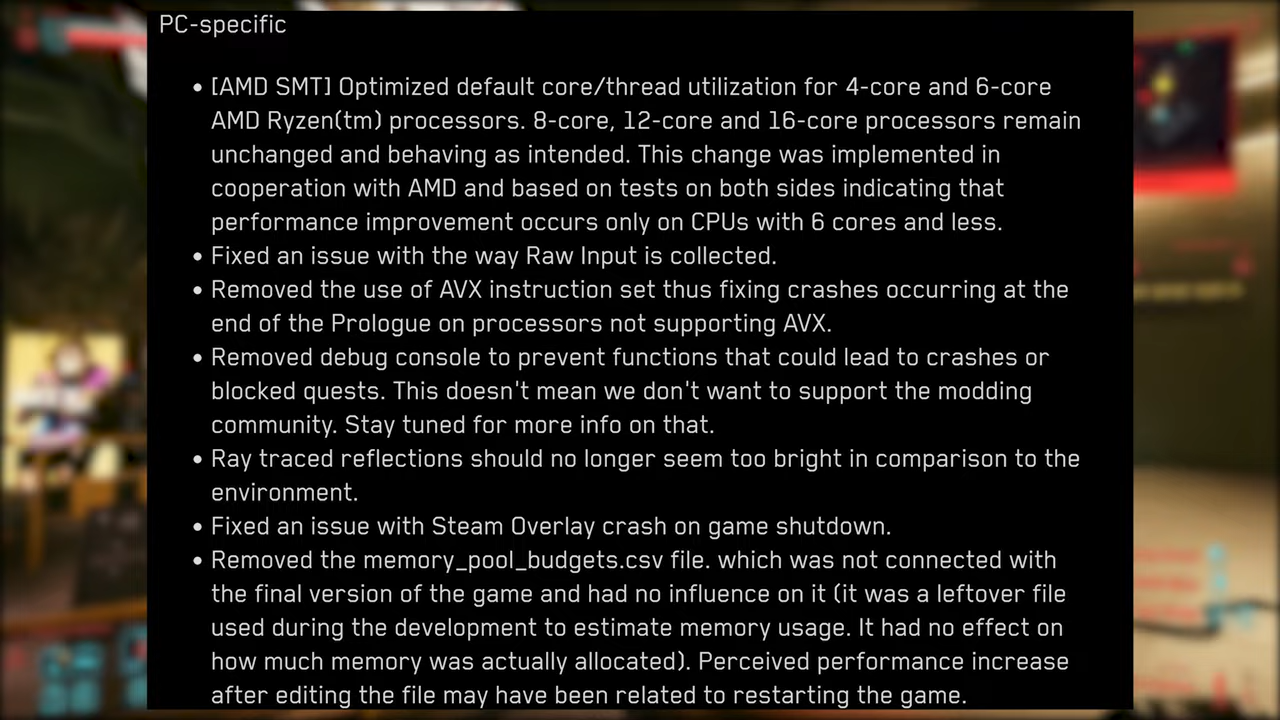 PC-specific
• [AMD SMT] Optimized default core/thread utilization for 4-core and 6-core
AMD Ryzen(tm) processors. 8-core, 12-core and 16-core processors remain
unchanged and behaving as intended. This change was implemented in
cooperation with AMD and based on tests on both sides indicating that
performance improvement occurs only on CPUs with 6 cores and less.
• Fixed an issue with the way Raw Input is collected.
• Removed the use of AVX instruction set thus fixing crashes occurring at the
end of the Prologue on processors not supporting AVX.
• Removed debug console to prevent functions that could lead to crashes or
blocked quests. This doesn't mean we don't want to support the modding
community. Stay tuned for more info on that.
• Ray traced reflections should no longer seem too bright in comparison to the
environment.
• Fixed an issue with Steam Overlay crash on game shutdown.
• Removed the memory_pool_budgets.csv file. which was not connected with
the final version of the game and had no influence on it (it was a leftover file
used during the development to estimate memory usage. It had no effect on
how much memory was actually allocated). Perceived performance increase
after editing the file may have been related to restarting the game.